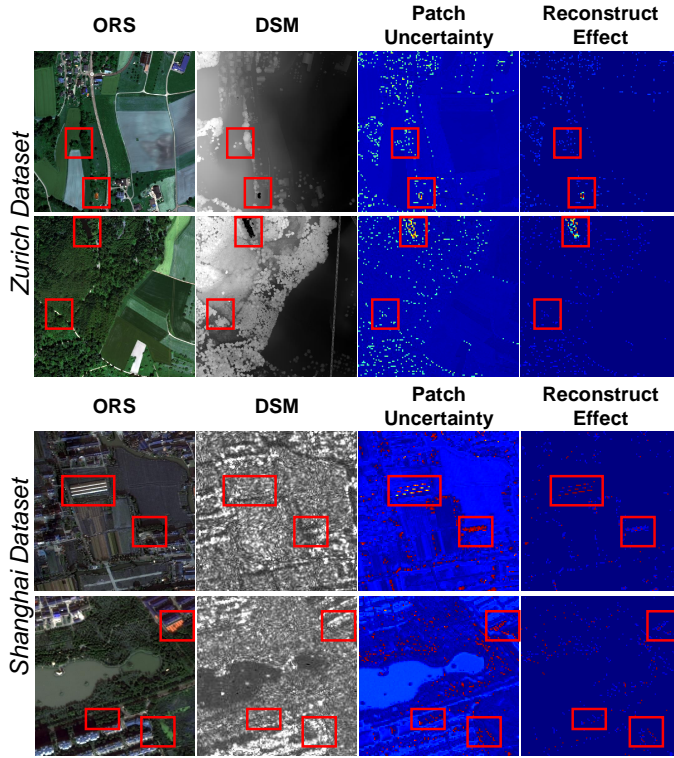 ORS DSM Patch Uncertainty Reconstruct Effect
Zurich Dataset
ORS DSM Patch Uncertainty Reconstruct Effect
Shanghai Dataset